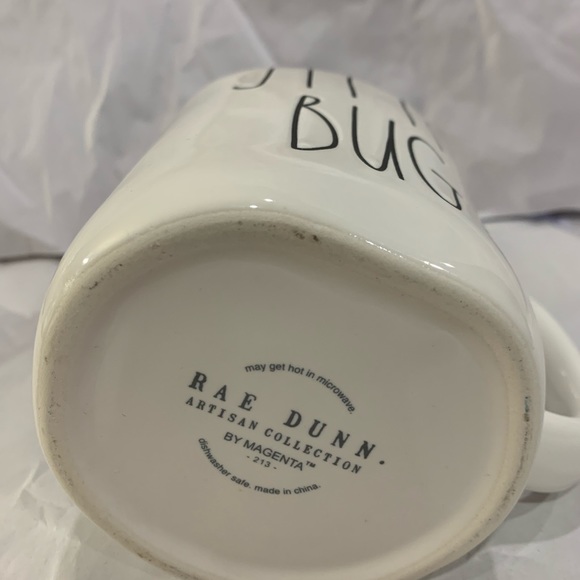 BUG
may get hot in microwave.
RAE DUNN.
ARTISAN COLLECTION
BY MAGENTA™
- 213 -
dishwasher safe. made in china.